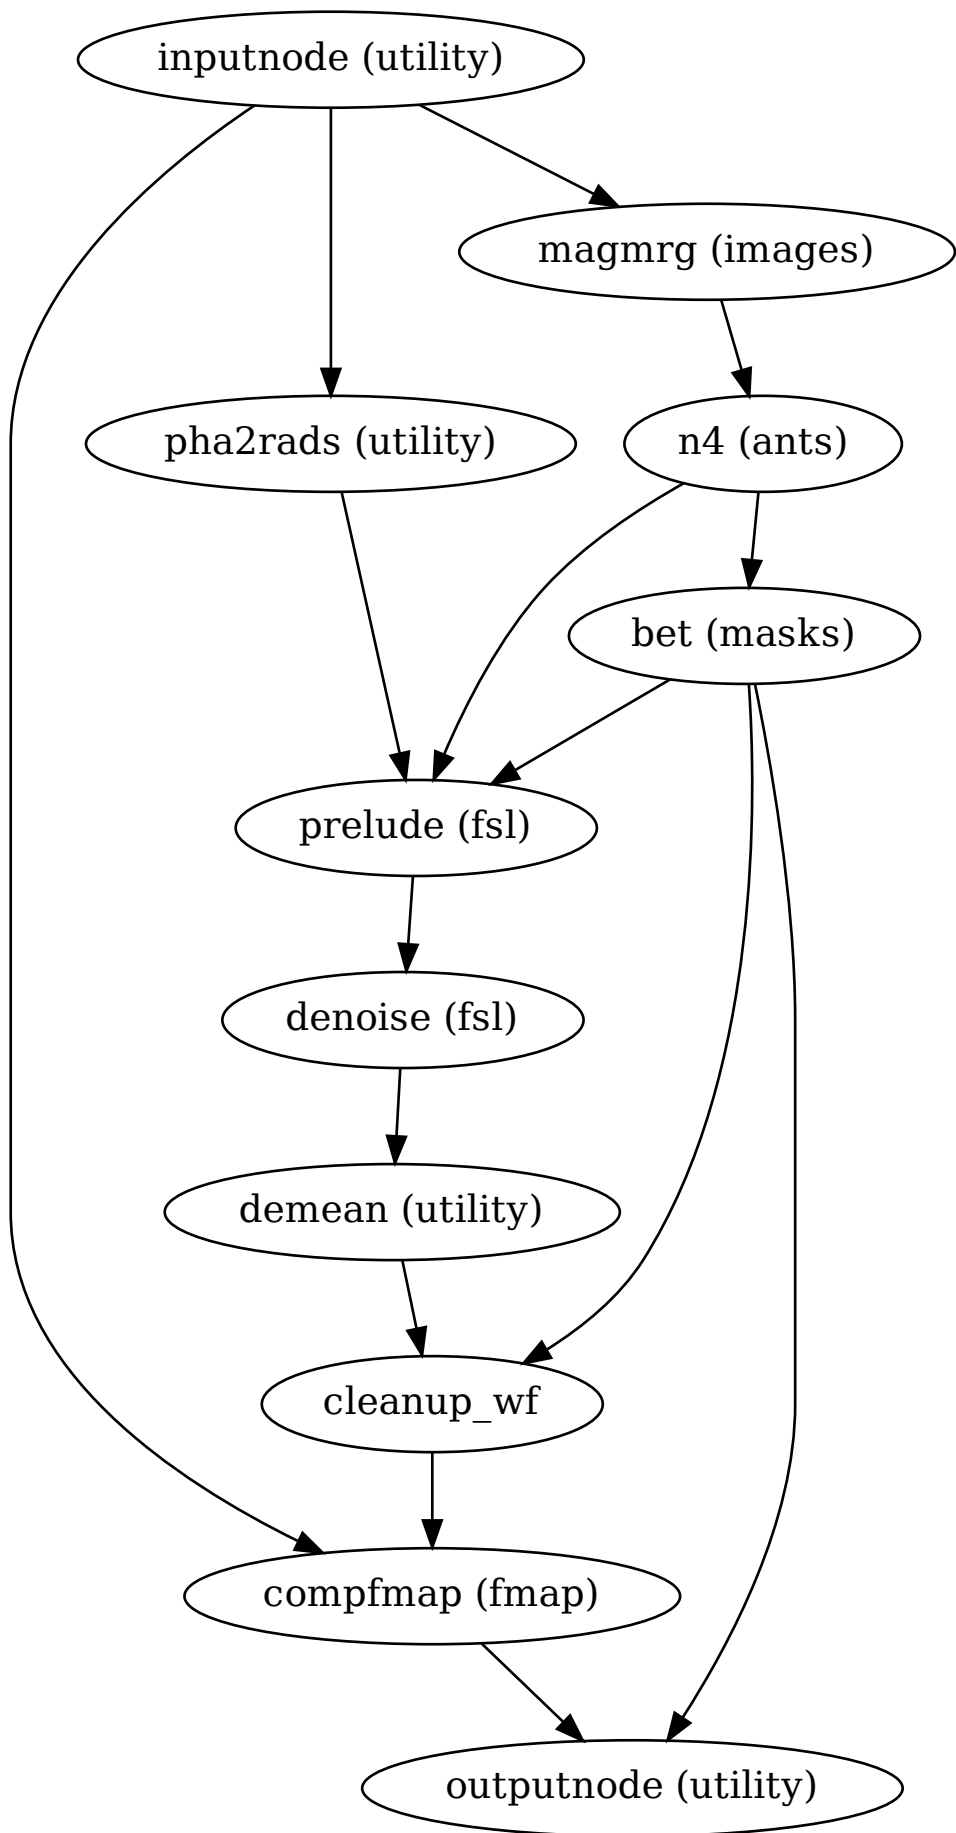 inputnode (utility)
magmrg (images)
pha2rads (utility)
n4 (ants)
bet (masks)
prelude (fsl)
denoise (fsl)
demean (utility)
cleanup_wf
compfmap (fmap)
outputnode (utility)